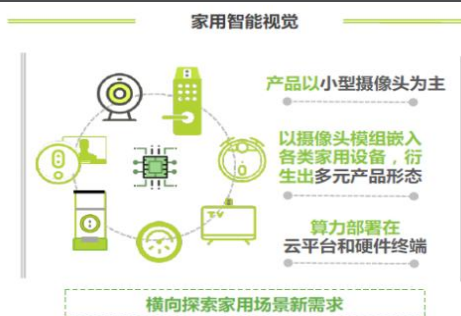 家用智能视觉
产品以小型摄像头为主
以摄像头模组嵌入
各类家用设备，衍
生出多元产品形态
算力部署在
云平台和硬件终端
横向探索家用场景新需求